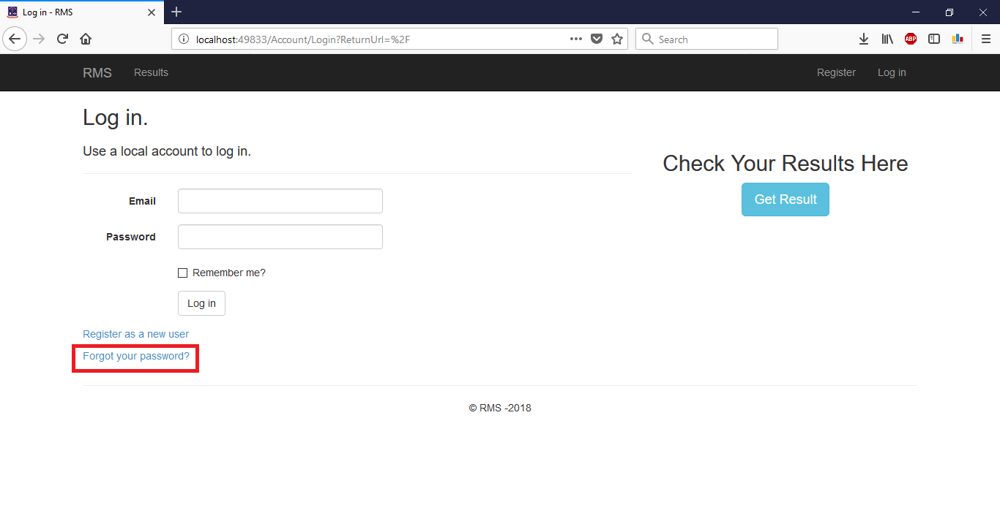 Log in - RMS
localhost:49833/Account/Login?ReturnUrl=%2F
Search
ABP
RMS
Results
Register
Log in
Log in.
Use a local account to log in.
Check Your Results Here
Get Result
Email
Password
Remember me?
Log in
Register as a new user
Forgot your password?
© RMS -2018